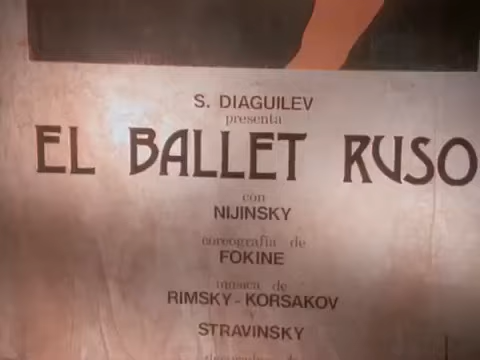 S. DIAGUILEV
presenta
EL BALLET RUSO
con
NIJINSKY
coreografía de
FOKINE
música de
RIMSKY-KORSAKOV
y
STRAVINSKY